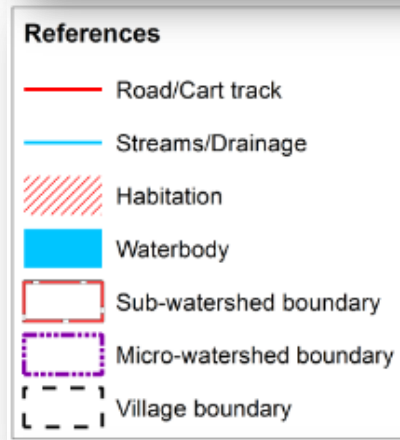 References
Road/Cart track
Streams/Drainage
Habitation
Waterbody
Sub-watershed boundary
Micro-watershed boundary
Village boundary